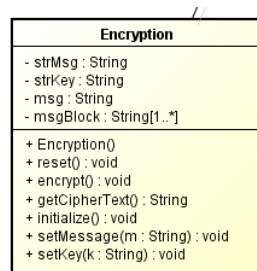 Encryption
- strMsg : String
- strKey : String
- msg : String
- msgBlock : String[1..*]
+ Encryption()
+ reset() : void
+ encrypt() : void
+ getCipherText() : String
+ initialize() : void
+ setMessage(m : String) : void
+ setKey(k : String) : void